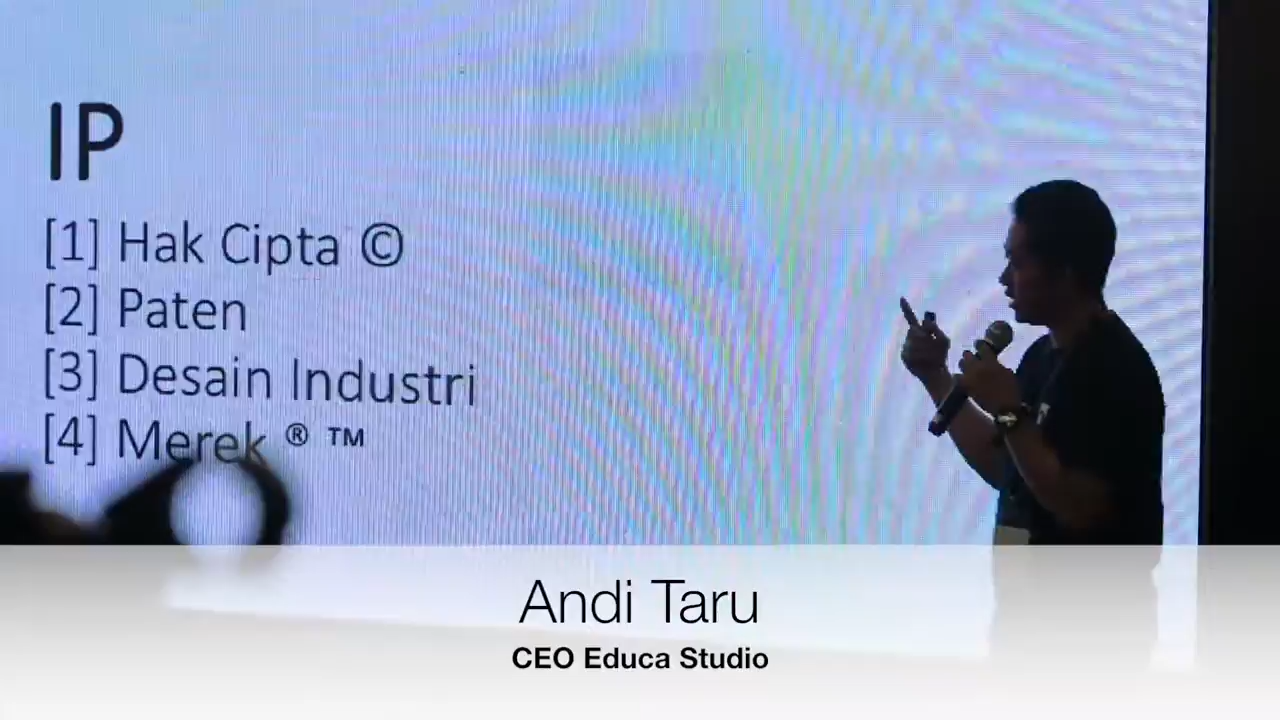 IP
[1] Hak Cipta ©
[2] Paten
[3] Desain Industri
[4] Merek ® ™
Andi Taru
CEO Educa Studio